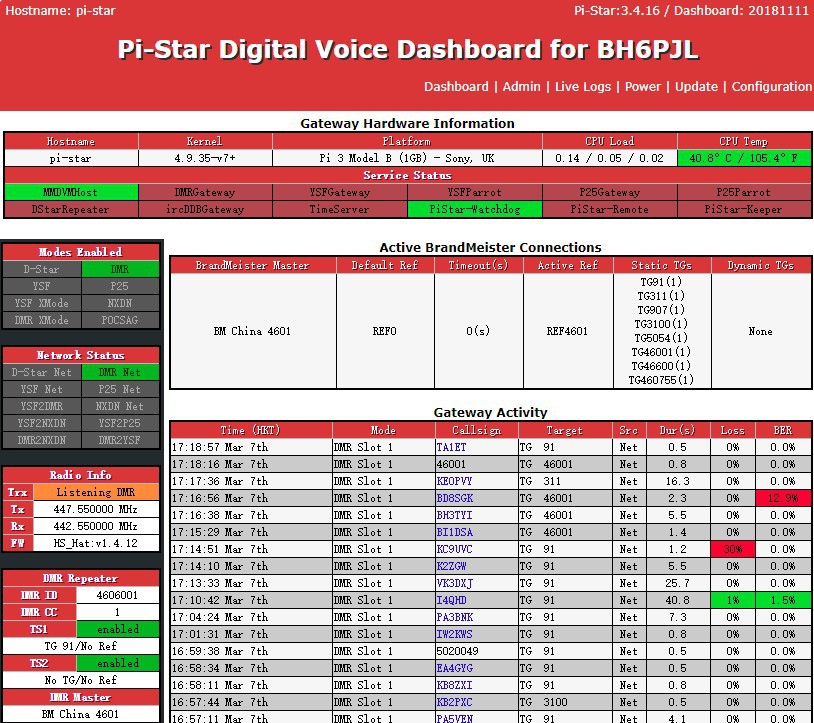 Hostname: pi-star Pi-Star:3.4.16 / Dashboard: 20181111
Pi-Star Digital Voice Dashboard for BH6PJL
Dashboard | Admin | Live Logs | Power | Update | Configuration
Gateway Hardware Information
Hostname Kernel Platform CPU Load CPU Temp
pi-star 4.9.35-v7+ Pi 3 Model B (1GB) - Sony, UK 0.14 / 0.05 / 0.02 40.8° C / 105.4° F
Service Status
MMDVMHost DMRGateway YSFGateway YSFParrot P25Gateway P25Parrot
DStarRepeater ircDDBGateway TimeServer PiStar-Watchdog PiStar-Remote PiStar-Keeper
Modes Enabled
D-Star DMR
YSF P25
YSF XMode NXDN
DMR XMode POCSAG
Network Status
D-Star Net DMR Net
YSF Net P25 Net
YSF2DMR NXDN Net
YSF2NXDN YSF2P25
DMR2NXDN DMR2YSF
Radio Info
Trx Listening DMR
Tx 447.550000 MHz
Rx 442.550000 MHz
FW HS_Hat:v1.4.12
DMR Repeater
DMR ID 4606001
DMR CC 1
TS1 enabled
TG 91/No Ref
TS2 enabled
No TG/No Ref
DMR Master
BM China 4601
Active BrandMeister Connections
BrandMeister Master Default Ref Timeout(s) Active Ref Static TGs Dynamic TGs
BM China 4601 REF0 0(s) REF4601 TG91(1) None
TG311(1)
TG907(1)
TG3100(1)
TG5054(1)
TG46001(1)
TG46600(1)
TG460755(1)
Gateway Activity
Time (HKT) Mode Callsign Target Src Dur(s) Loss BER
17:18:57 Mar 7th DMR Slot 1 TA1ET TG 91 Net 0.5 0% 0.0%
17:18:16 Mar 7th DMR Slot 1 46001 TG 46001 Net 0.8 0% 0.0%
17:17:36 Mar 7th DMR Slot 1 KE0PVY TG 311 Net 16.3 0% 0.0%
17:16:56 Mar 7th DMR Slot 1 BD8SGK TG 46001 Net 2.3 0% 12.9%
17:16:38 Mar 7th DMR Slot 1 BH3TYI TG 46001 Net 5.5 0% 0.0%
17:15:29 Mar 7th DMR Slot 1 BI1DSA TG 46001 Net 1.4 0% 0.0%
17:14:51 Mar 7th DMR Slot 1 KC9UVC TG 91 Net 1.2 30% 0.0%
17:14:10 Mar 7th DMR Slot 1 K2ZGW TG 91 Net 5.5 0% 0.0%
17:13:33 Mar 7th DMR Slot 1 VK3DXJ TG 91 Net 25.7 0% 0.0%
17:10:42 Mar 7th DMR Slot 1 I4QHD TG 91 Net 40.8 1% 1.5%
17:04:24 Mar 7th DMR Slot 1 PA3BNK TG 91 Net 7.3 0% 0.0%
17:01:31 Mar 7th DMR Slot 1 IW2KWS TG 91 Net 0.8 0% 0.0%
16:59:38 Mar 7th DMR Slot 1 5020049 TG 91 Net 0.5 0% 0.0%
16:58:34 Mar 7th DMR Slot 1 EA4GYG TG 91 Net 0.5 0% 0.0%
16:58:11 Mar 7th DMR Slot 1 KB8ZXI TG 91 Net 0.8 0% 0.0%
16:57:44 Mar 7th DMR Slot 1 KB2PXC TG 3100 Net 0.5 0% 0.0%
16:57:11 Mar 7th DMR Slot 1 PA5VEN TG 91 Net 4.1 0% 0.0%